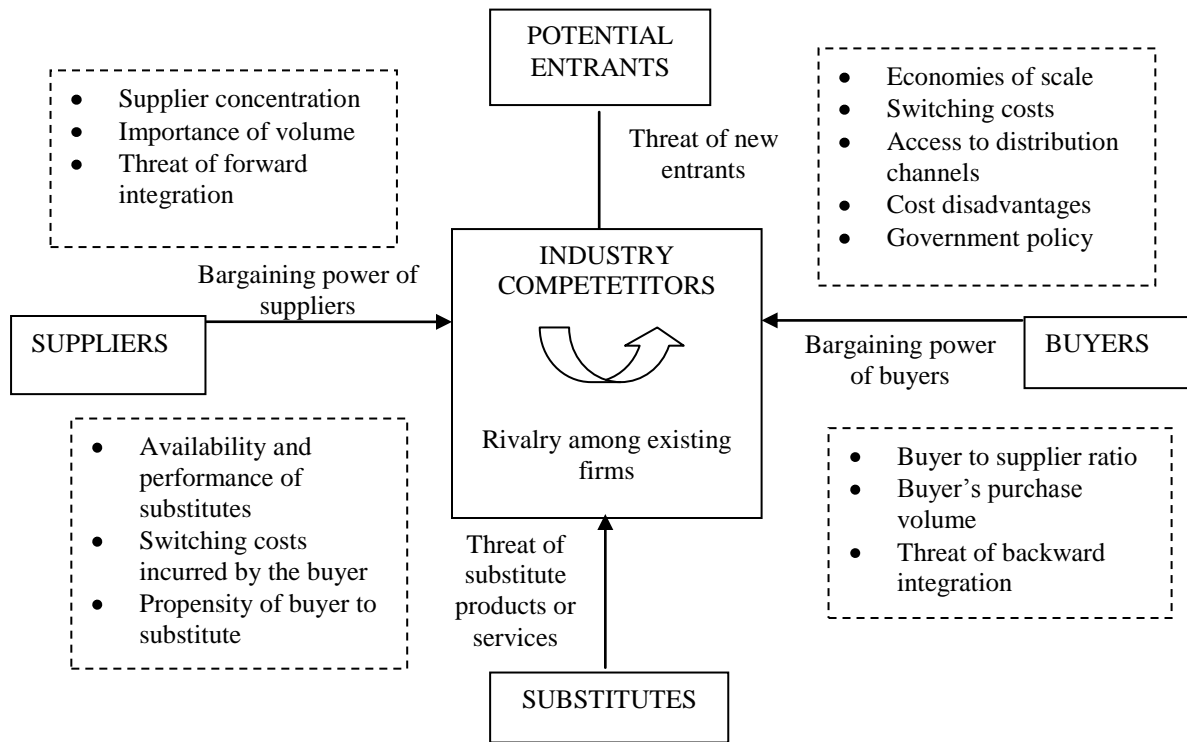 POTENTIAL
ENTRANTS
● Supplier concentration
● Importance of volume
● Threat of forward
integration
Threat of new
entrants
● Economies of scale
● Switching costs
● Access to distribution
channels
● Cost disadvantages
● Government policy
Bargaining power of
suppliers
SUPPLIERS
INDUSTRY
COMPETETITORS
Rivalry among existing
firms
Bargaining power
of buyers
BUYERS
● Availability and
performance of
substitutes
● Switching costs
incurred by the buyer
● Propensity of buyer to
substitute
Threat of
substitute
products or
services
● Buyer to supplier ratio
● Buyer’s purchase
volume
● Threat of backward
integration
SUBSTITUTES